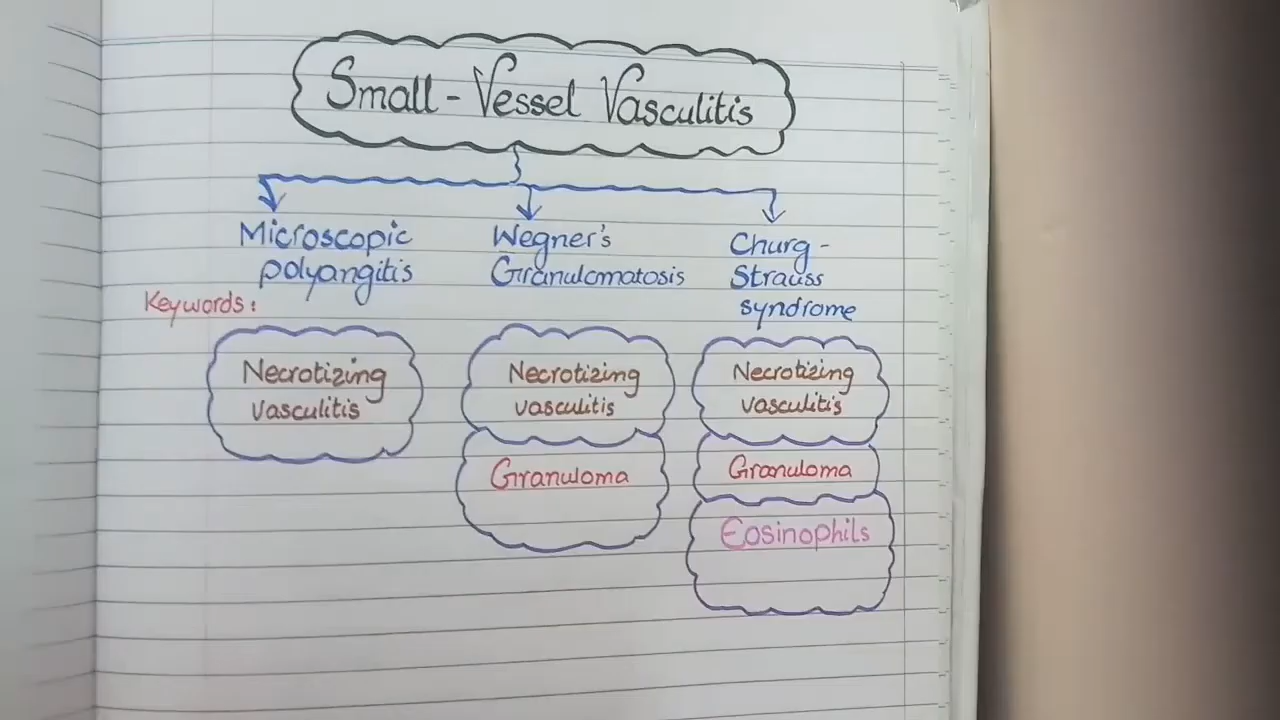 Small-Vessel Vasculitis
Microscopic
polyangitis
Wegner's
Granulomatosis
Churg-
Strauss
syndrome
Keywords:
Necrotizing
vasculitis
Necrotizing
vasculitis
Granuloma
Necrotizing
vasculitis
Granuloma
Eosinophils